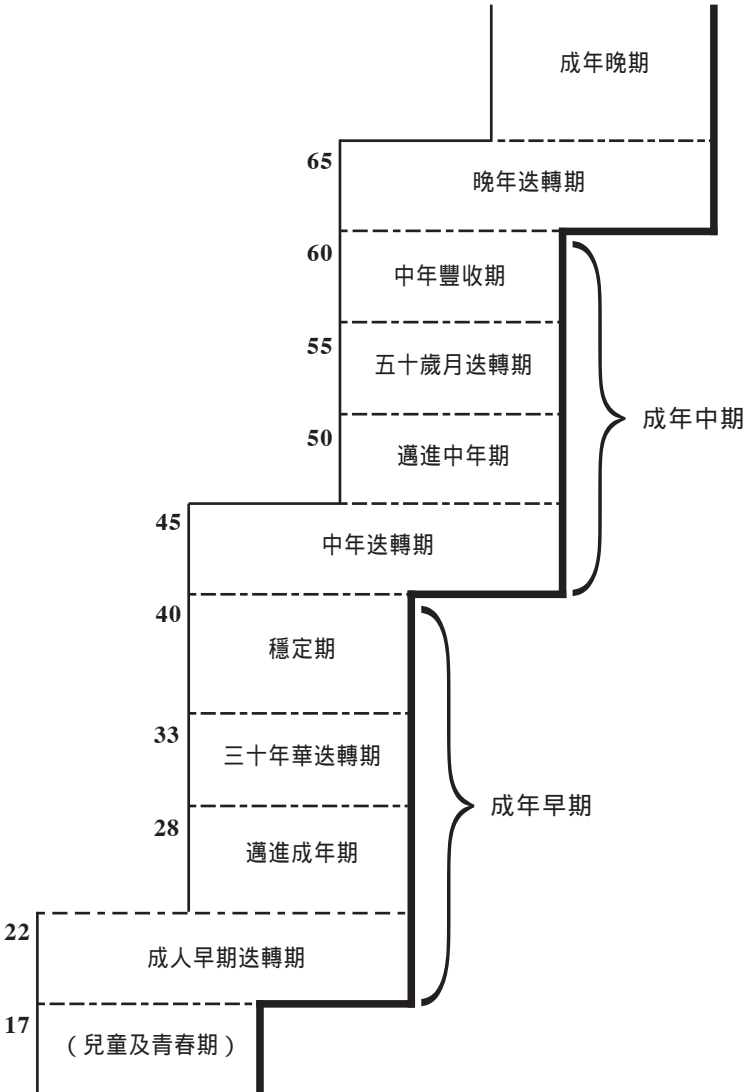 成年晚期
65
晚年迭轉期
60
中年豐收期
55
五十歲月迭轉期
成年中期
50
邁進中年期
45
中年迭轉期
40
穩定期
33
三十年華迭轉期
成年早期
28
邁進成年期
22
成人早期迭轉期
17
（兒童及青春期）